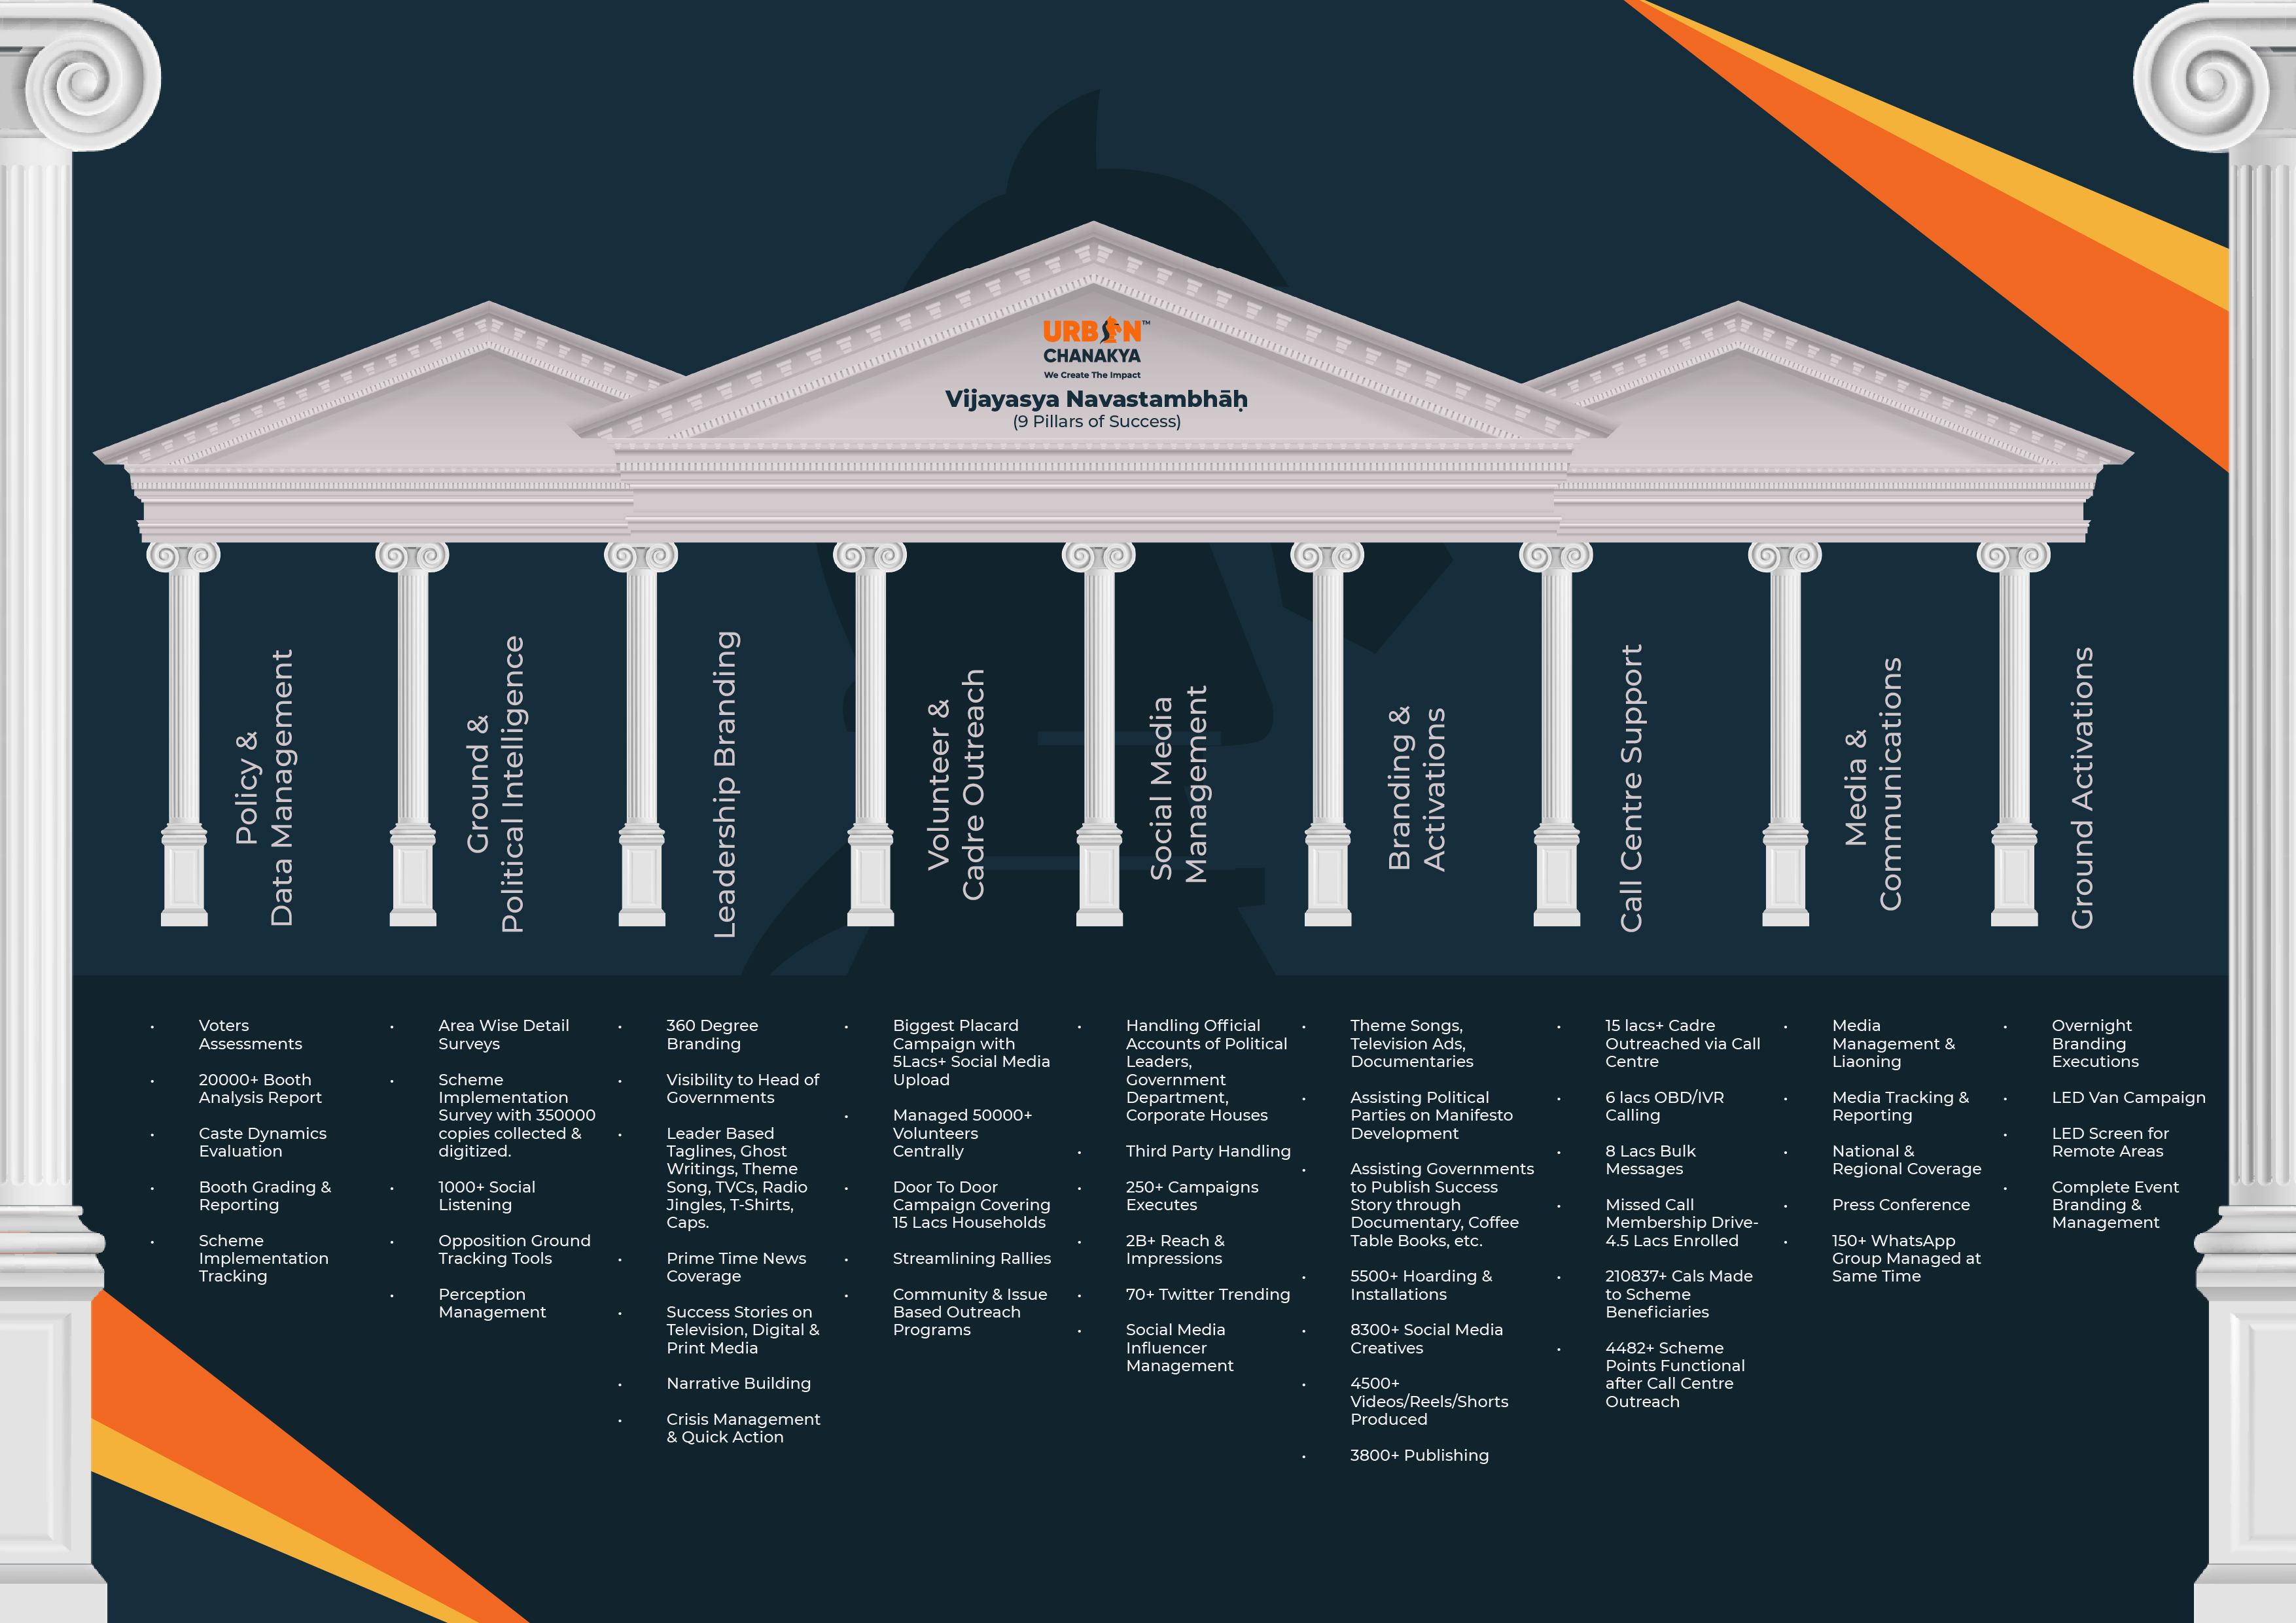 URBAN™
CHANAKYA
We Create The Impact
Vijayasya Navastambhāḥ
(9 Pillars of Success)
Policy &
Data Management
Ground &
Political Intelligence
Leadership Branding
Volunteer &
Cadre Outreach
Social Media
Management
Branding &
Activations
Call Centre Support
Media &
Communications
Ground Activations
• Voters
Assessments
• 20000+ Booth
Analysis Report
• Caste Dynamics
Evaluation
• Booth Grading &
Reporting
• Scheme
Implementation
Tracking
• Area Wise Detail
Surveys
• Scheme
Implementation
Survey with 350000
copies collected &
digitized.
• 1000+ Social
Listening
• Opposition Ground
Tracking Tools
• Perception
Management
• 360 Degree
Branding
• Visibility to Head of
Governments
• Leader Based
Taglines, Ghost
Writings, Theme
Song, TVCs, Radio
Jingles, T-Shirts,
Caps.
• Prime Time News
Coverage
• Success Stories on
Television, Digital &
Print Media
• Narrative Building
• Crisis Management
& Quick Action
• Biggest Placard
Campaign with
5Lacs+ Social Media
Upload
• Managed 50000+
Volunteers
Centrally
• Door To Door
Campaign Covering
15 Lacs Households
• Streamlining Rallies
• Community & Issue
Based Outreach
Programs
• Handling Official
Accounts of Political
Leaders,
Government
Department,
Corporate Houses
• Third Party Handling
• 250+ Campaigns
Executes
• 2B+ Reach &
Impressions
• 70+ Twitter Trending
• Social Media
Influencer
Management
• Theme Songs,
Television Ads,
Documentaries
• Assisting Political
Parties on Manifesto
Development
• Assisting Governments
to Publish Success
Story through
Documentary, Coffee
Table Books, etc.
• 5500+ Hoarding &
Installations
• 8300+ Social Media
Creatives
• 4500+
Videos/Reels/Shorts
Produced
• 3800+ Publishing
• 15 lacs+ Cadre
Outreached via Call
Centre
• 6 lacs OBD/IVR
Calling
• 8 Lacs Bulk
Messages
• Missed Call
Membership Drive-
4.5 Lacs Enrolled
• 210837+ Cals Made
to Scheme
Beneficiaries
• 4482+ Scheme
Points Functional
after Call Centre
Outreach
• Media
Management &
Liaoning
• Media Tracking &
Reporting
• National &
Regional Coverage
• Press Conference
• 150+ WhatsApp
Group Managed at
Same Time
• Overnight
Branding
Executions
• LED Van Campaign
• LED Screen for
Remote Areas
• Complete Event
Branding &
Management